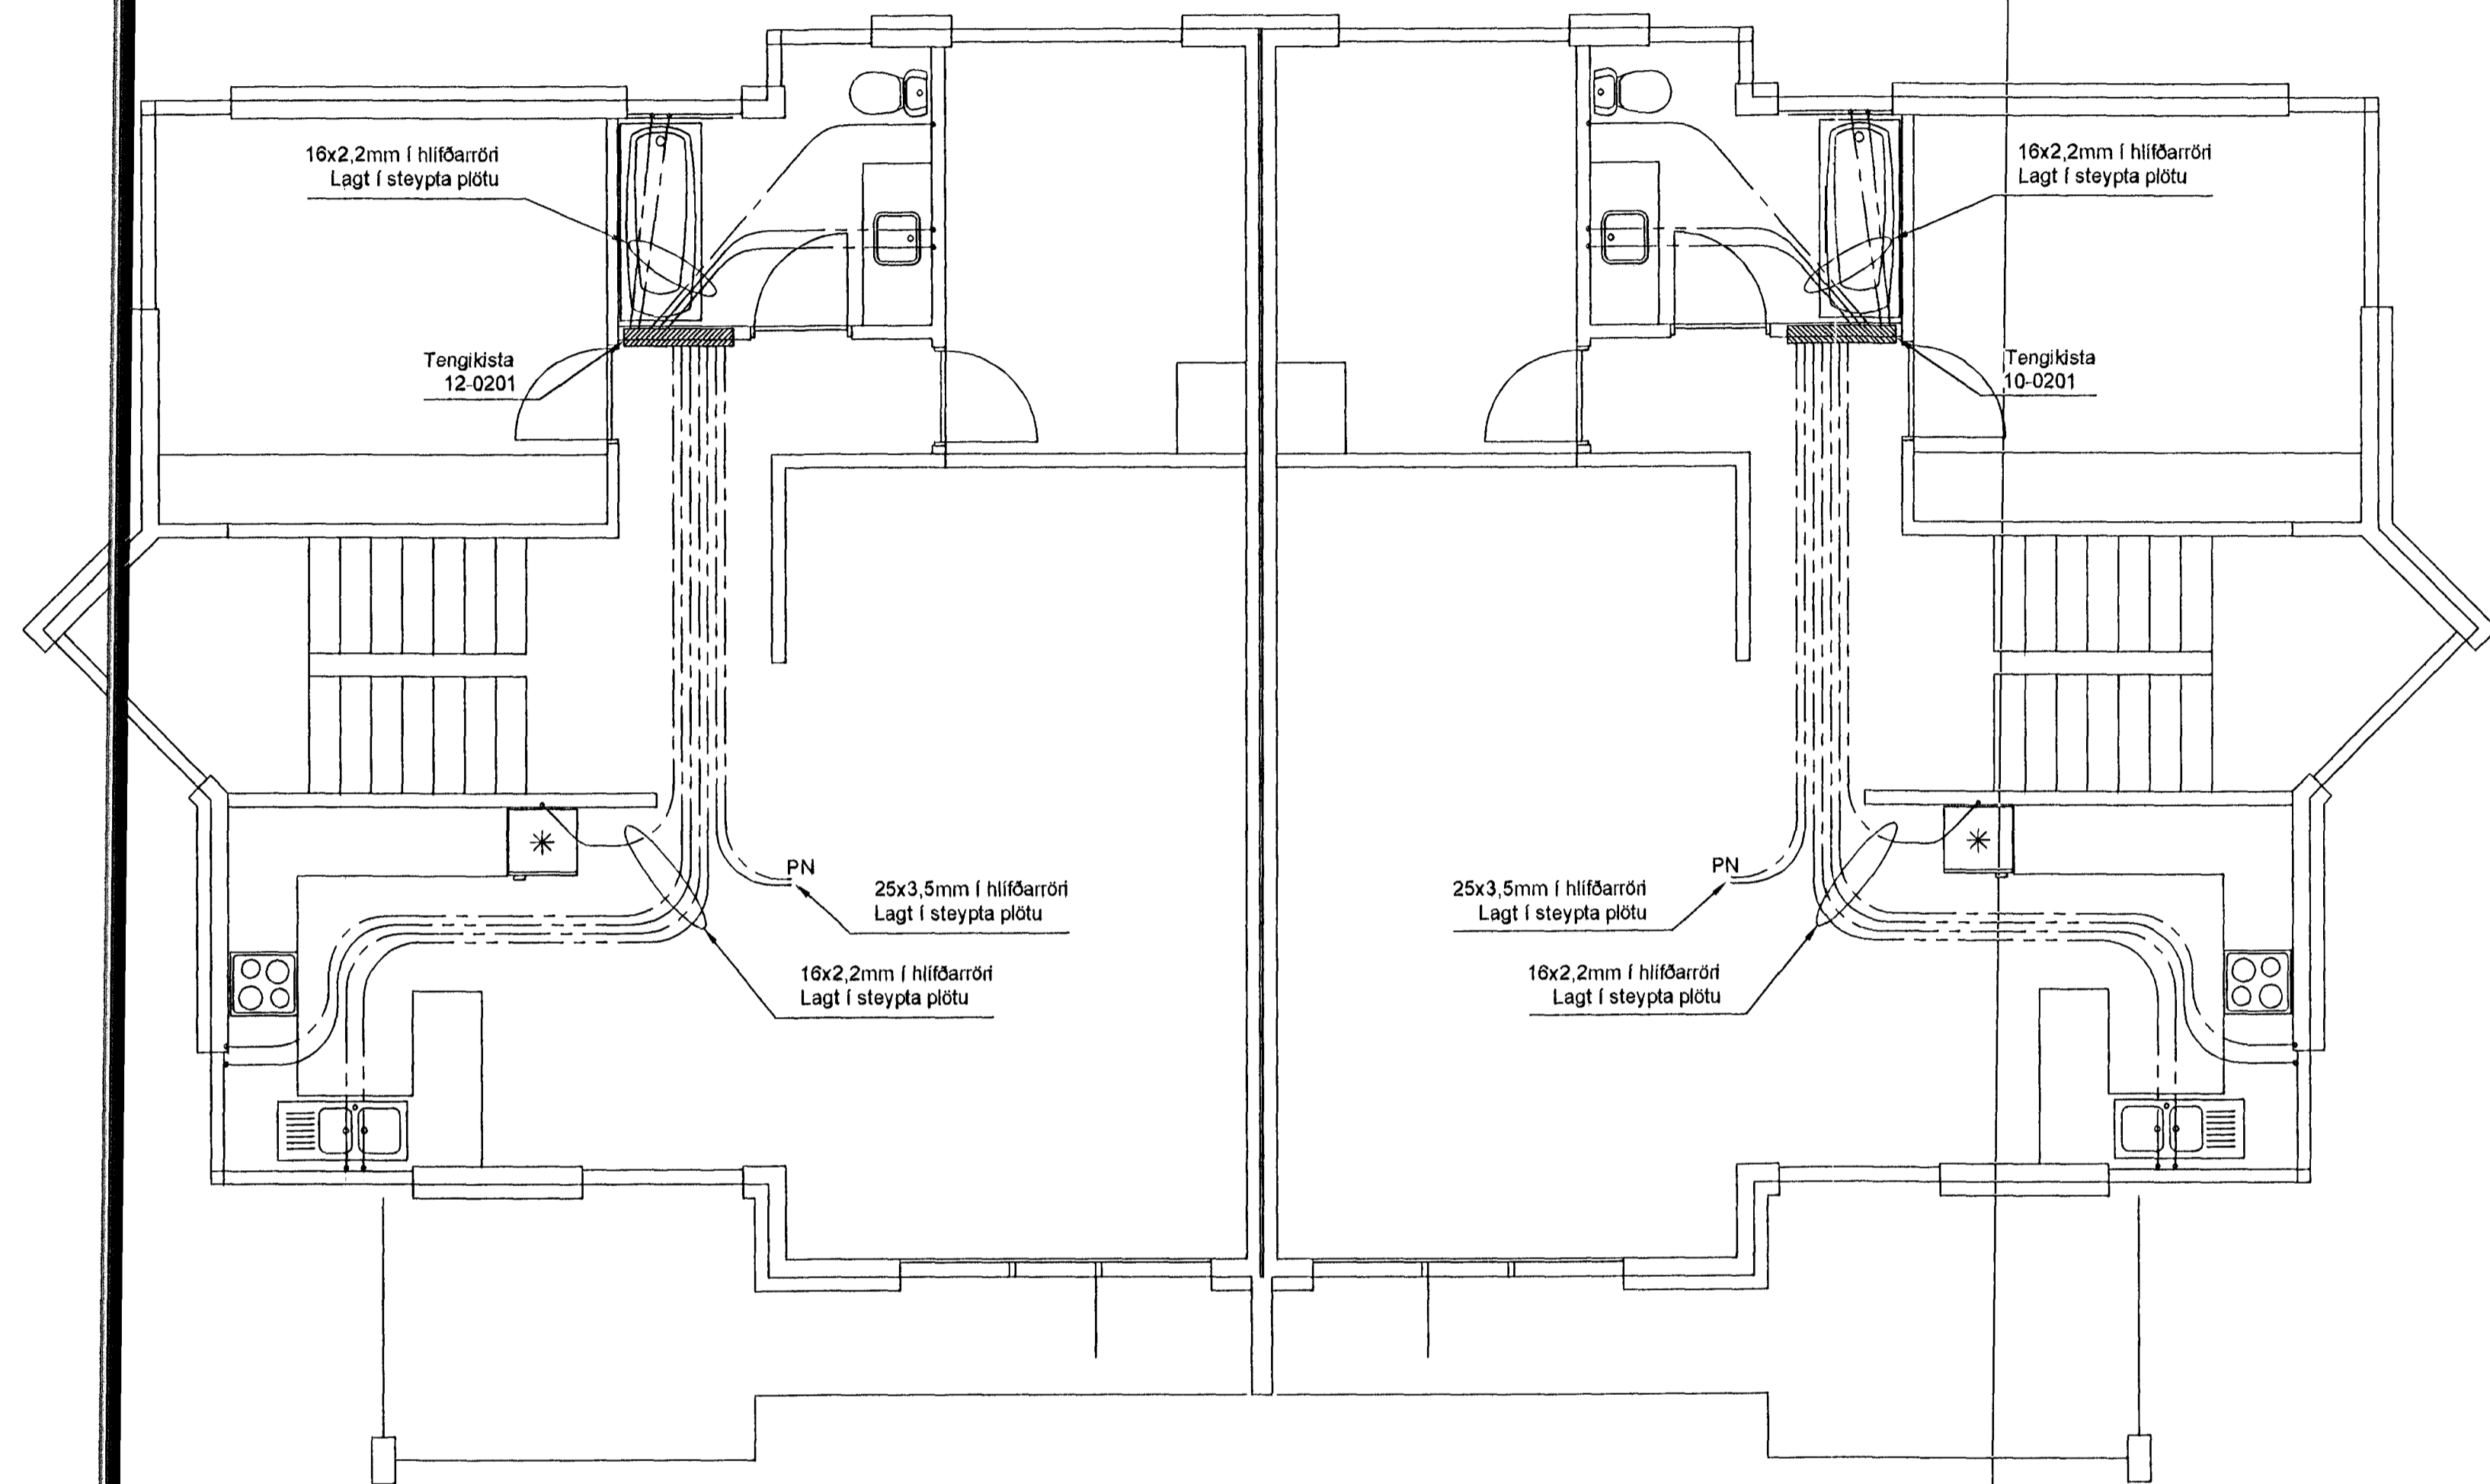 16x2,2mm í hlífðarröri
Lagt í steypta plötu
16x2,2mm í hlífðarröri
Lagt í steypta plötu
Tengikista
12-0201
Tengikista
10-0201
PN
25x3,5mm í hlífðarröri
Lagt í steypta plötu
16x2,2mm í hlífðarröri
Lagt í steypta plötu
PN
25x3,5mm í hlífðarröri
Lagt í steypta plötu
16x2,2mm í hlífðarröri
Lagt í steypta plötu